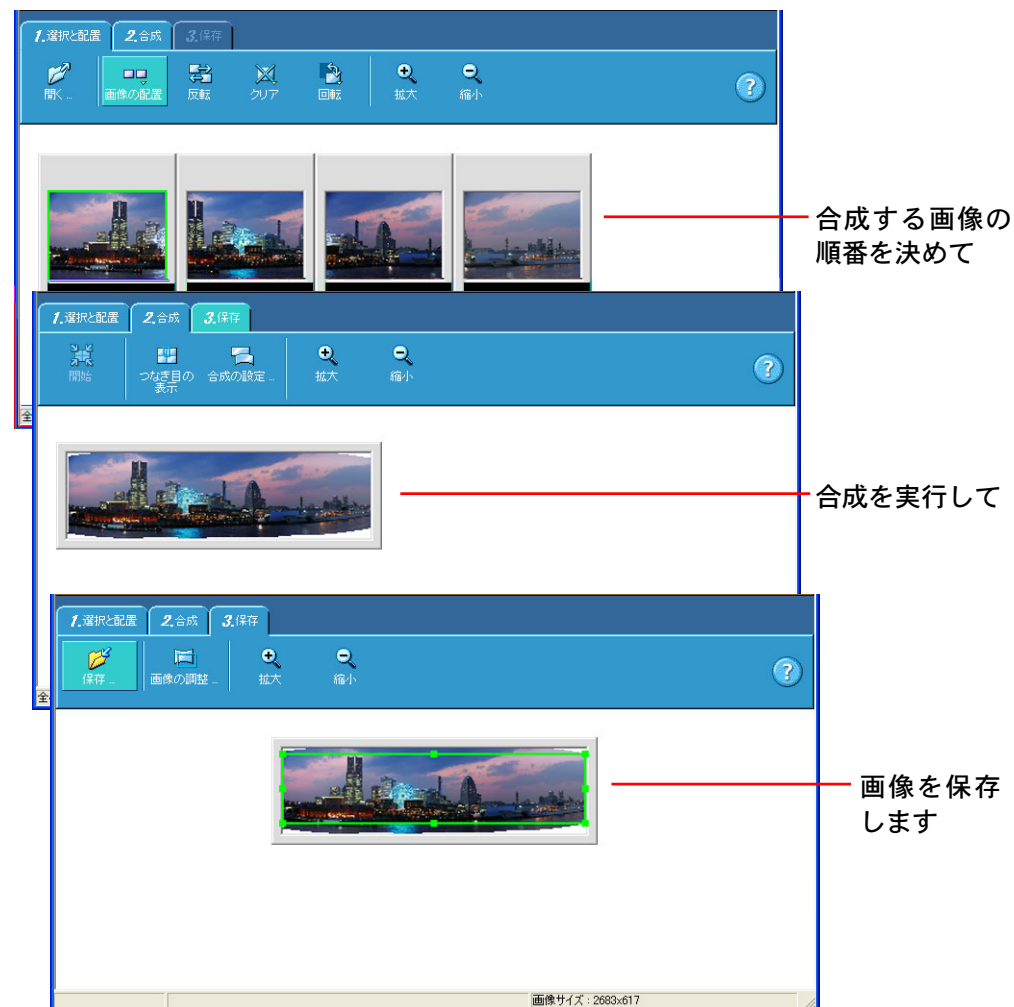 1.選択と配置 2.合成 3.保存
開く... 画像の配置 反転 クリア 回転 拡大 縮小 ?
合成する画像の
順番を決めて
1.選択と配置 2.合成 3.保存
開始 つなぎ目の 合成の設定... 拡大 縮小 ?
表示
全
合成を実行して
1.選択と配置 2.合成 3.保存
保存... 画像の調整... 拡大 縮小 ?
全
画像を保存
します
画像サイズ : 2683x617